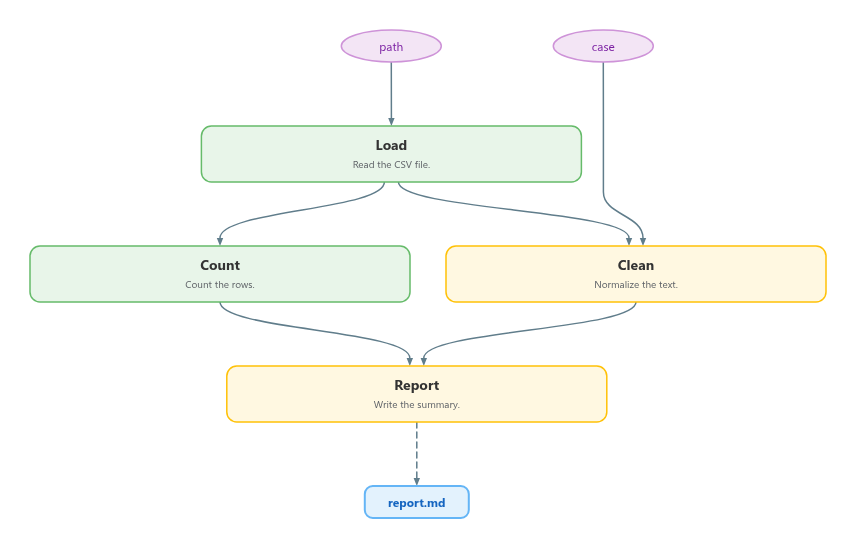 path
case
Load
Read the CSV file.
Count
Count the rows.
Clean
Normalize the text.
Report
Write the summary.
report.md